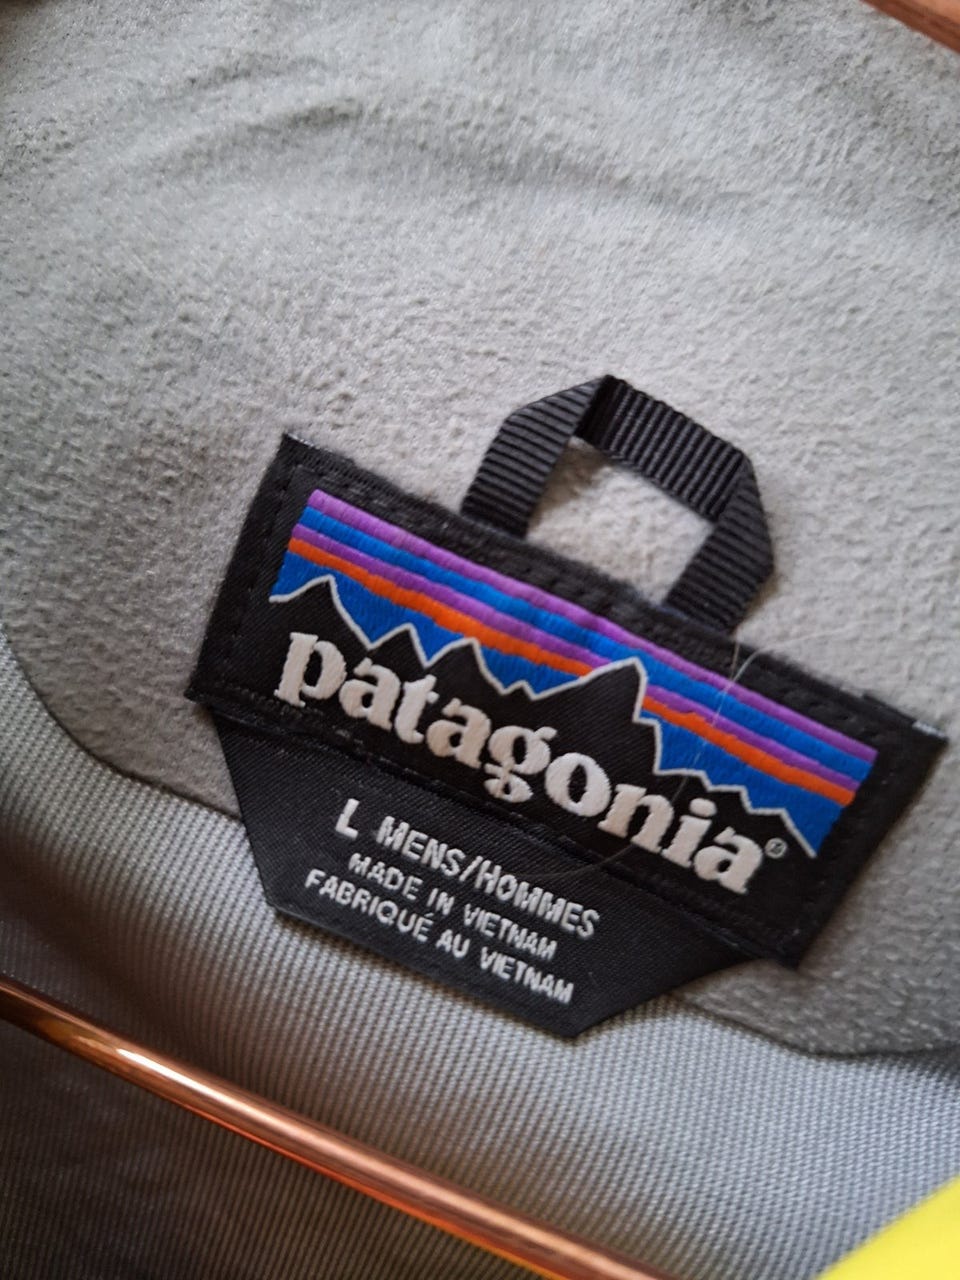 patagonia®
L MENS/HOMMES
MADE IN VIETNAM
FABRIQUÉ AU VIETNAM